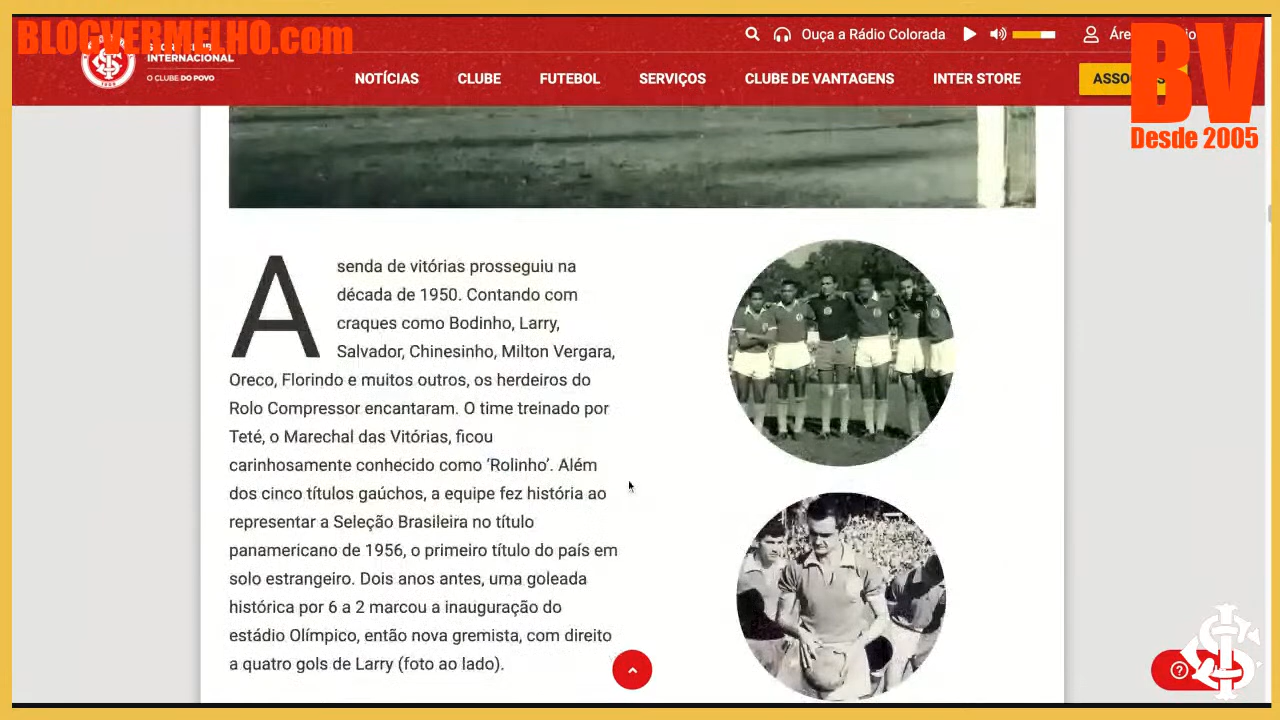 BLOGVERMELHO.com
INTERNACIONAL
O CLUBE DO POVO
Ouça a Rádio Colorada
BV
Desde 2005
NOTÍCIAS
CLUBE
FUTEBOL
SERVIÇOS
CLUBE DE VANTAGENS
INTER STORE
A senda de vitórias prosseguiu na
década de 1950. Contando com
craques como Bodinho, Larry,
Salvador, Chinesinho, Milton Vergara,
Oreco, Florindo e muitos outros, os herdeiros do
Rolo Compressor encantaram. O time treinado por
Teté, o Marechal das Vitórias, ficou
carinhosamente conhecido como ‘Rolinho’. Além
dos cinco títulos gaúchos, a equipe fez história ao
representar a Seleção Brasileira no título
panamericano de 1956, o primeiro título do país em
solo estrangeiro. Dois anos antes, uma goleada
histórica por 6 a 2 marcou a inauguração do
estádio Olímpico, então nova gremista, com direito
a quatro gols de Larry (foto ao lado).